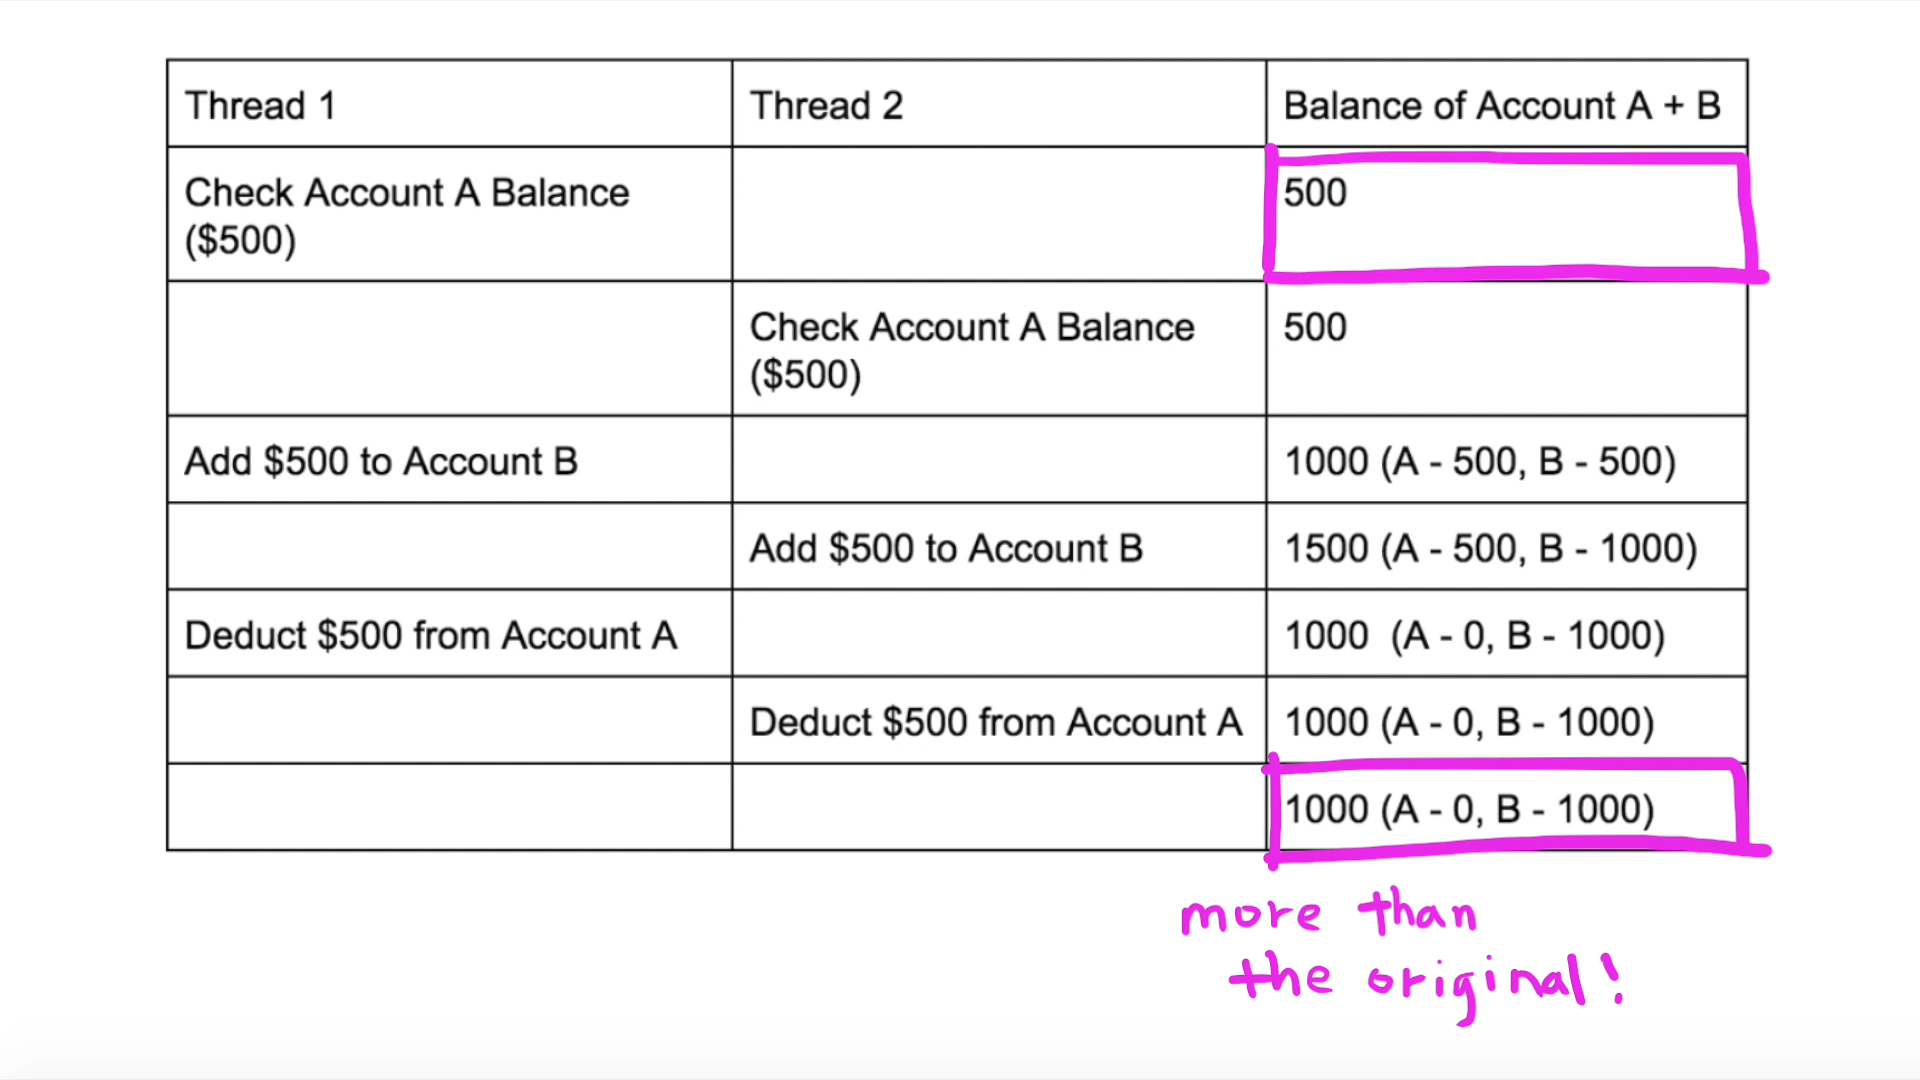 Thread 1 Thread 2 Balance of Account A + B
Check Account A Balance 500
($500)
Check Account A Balance 500
($500)
Add $500 to Account B 1000 (A - 500, B - 500)
Add $500 to Account B 1500 (A - 500, B - 1000)
Deduct $500 from Account A 1000 (A - 0, B - 1000)
Deduct $500 from Account A 1000 (A - 0, B - 1000)
1000 (A - 0, B - 1000)
more than
the original!